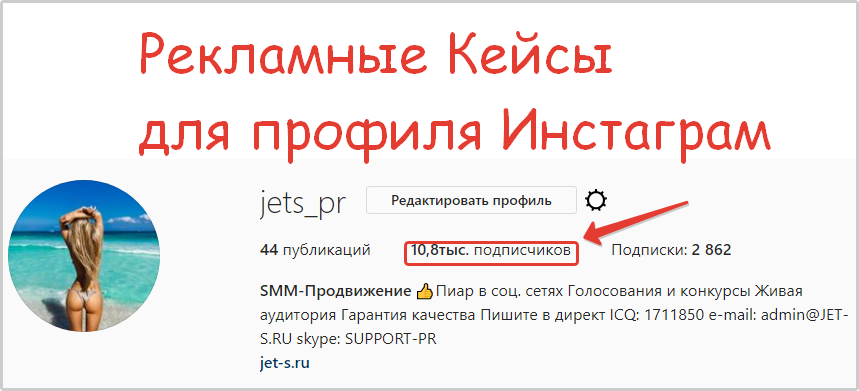 Рекламные Кейсы
для профиля Инстаграм
jets_pr Редактировать профиль
44 публикаций 10,8тыс. подписчиков Подписки: 2 862
SMM-Продвижение 👍Пиар в соц. сетях Голосования и конкурсы Живая
аудитория Гарантия качества Пишите в директ ICQ: 1711850 e-mail: admin@JET-
S.RU skype: SUPPORT-PR
jet-s.ru